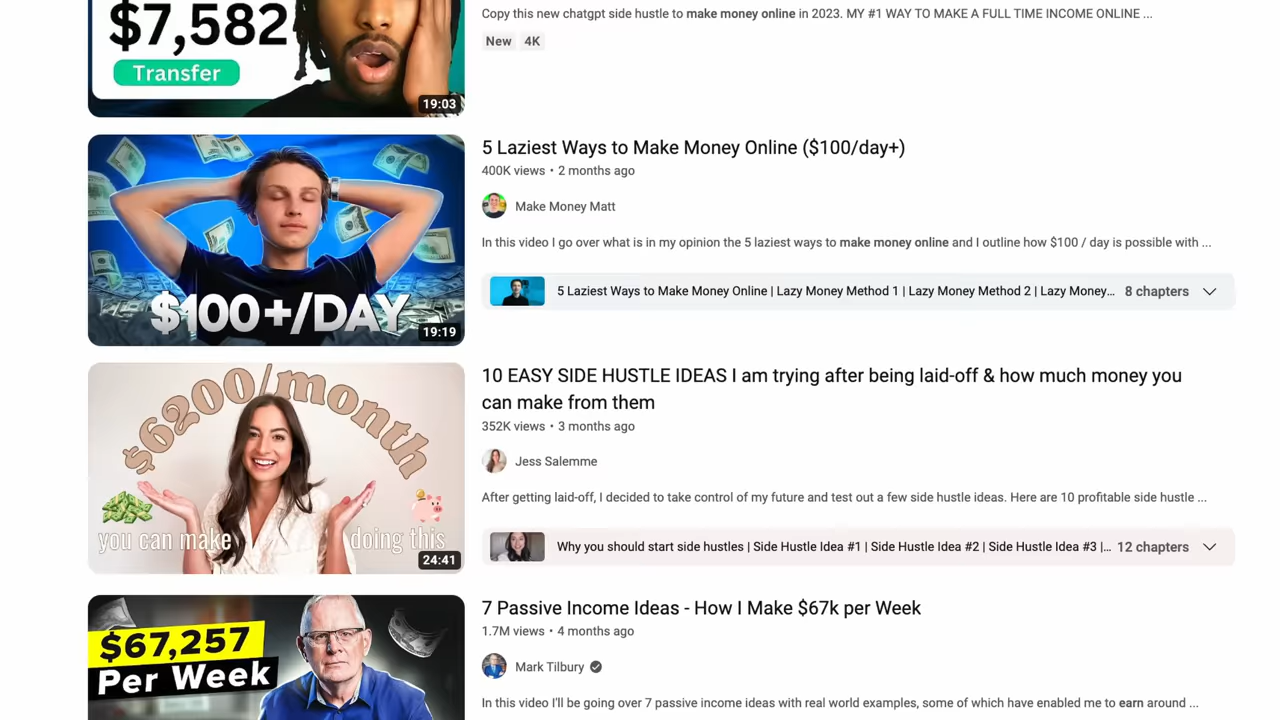 $7,582
Transfer
19:03
Copy this new chatgpt side hustle to make money online in 2023. MY #1 WAY TO MAKE A FULL TIME INCOME ONLINE ...
New 4K
$100+/DAY
19:19
5 Laziest Ways to Make Money Online ($100/day+)
400K views • 2 months ago
Make Money Matt
In this video I go over what is in my opinion the 5 laziest ways to make money online and I outline how $100 / day is possible with ...
5 Laziest Ways to Make Money Online | Lazy Money Method 1 | Lazy Money Method 2 | Lazy Money... 8 chapters
$6200/month
you can make doing this
24:41
10 EASY SIDE HUSTLE IDEAS I am trying after being laid-off & how much money you
can make from them
352K views • 3 months ago
Jess Salemme
After getting laid-off, I decided to take control of my future and test out a few side hustle ideas. Here are 10 profitable side hustle ...
Why you should start side hustles | Side Hustle Idea #1 | Side Hustle Idea #2 | Side Hustle Idea #3 |... 12 chapters
$67,257
Per Week
7 Passive Income Ideas - How I Make $67k per Week
1.7M views • 4 months ago
Mark Tilbury
In this video I'll be going over 7 passive income ideas with real world examples, some of which have enabled me to earn around ...